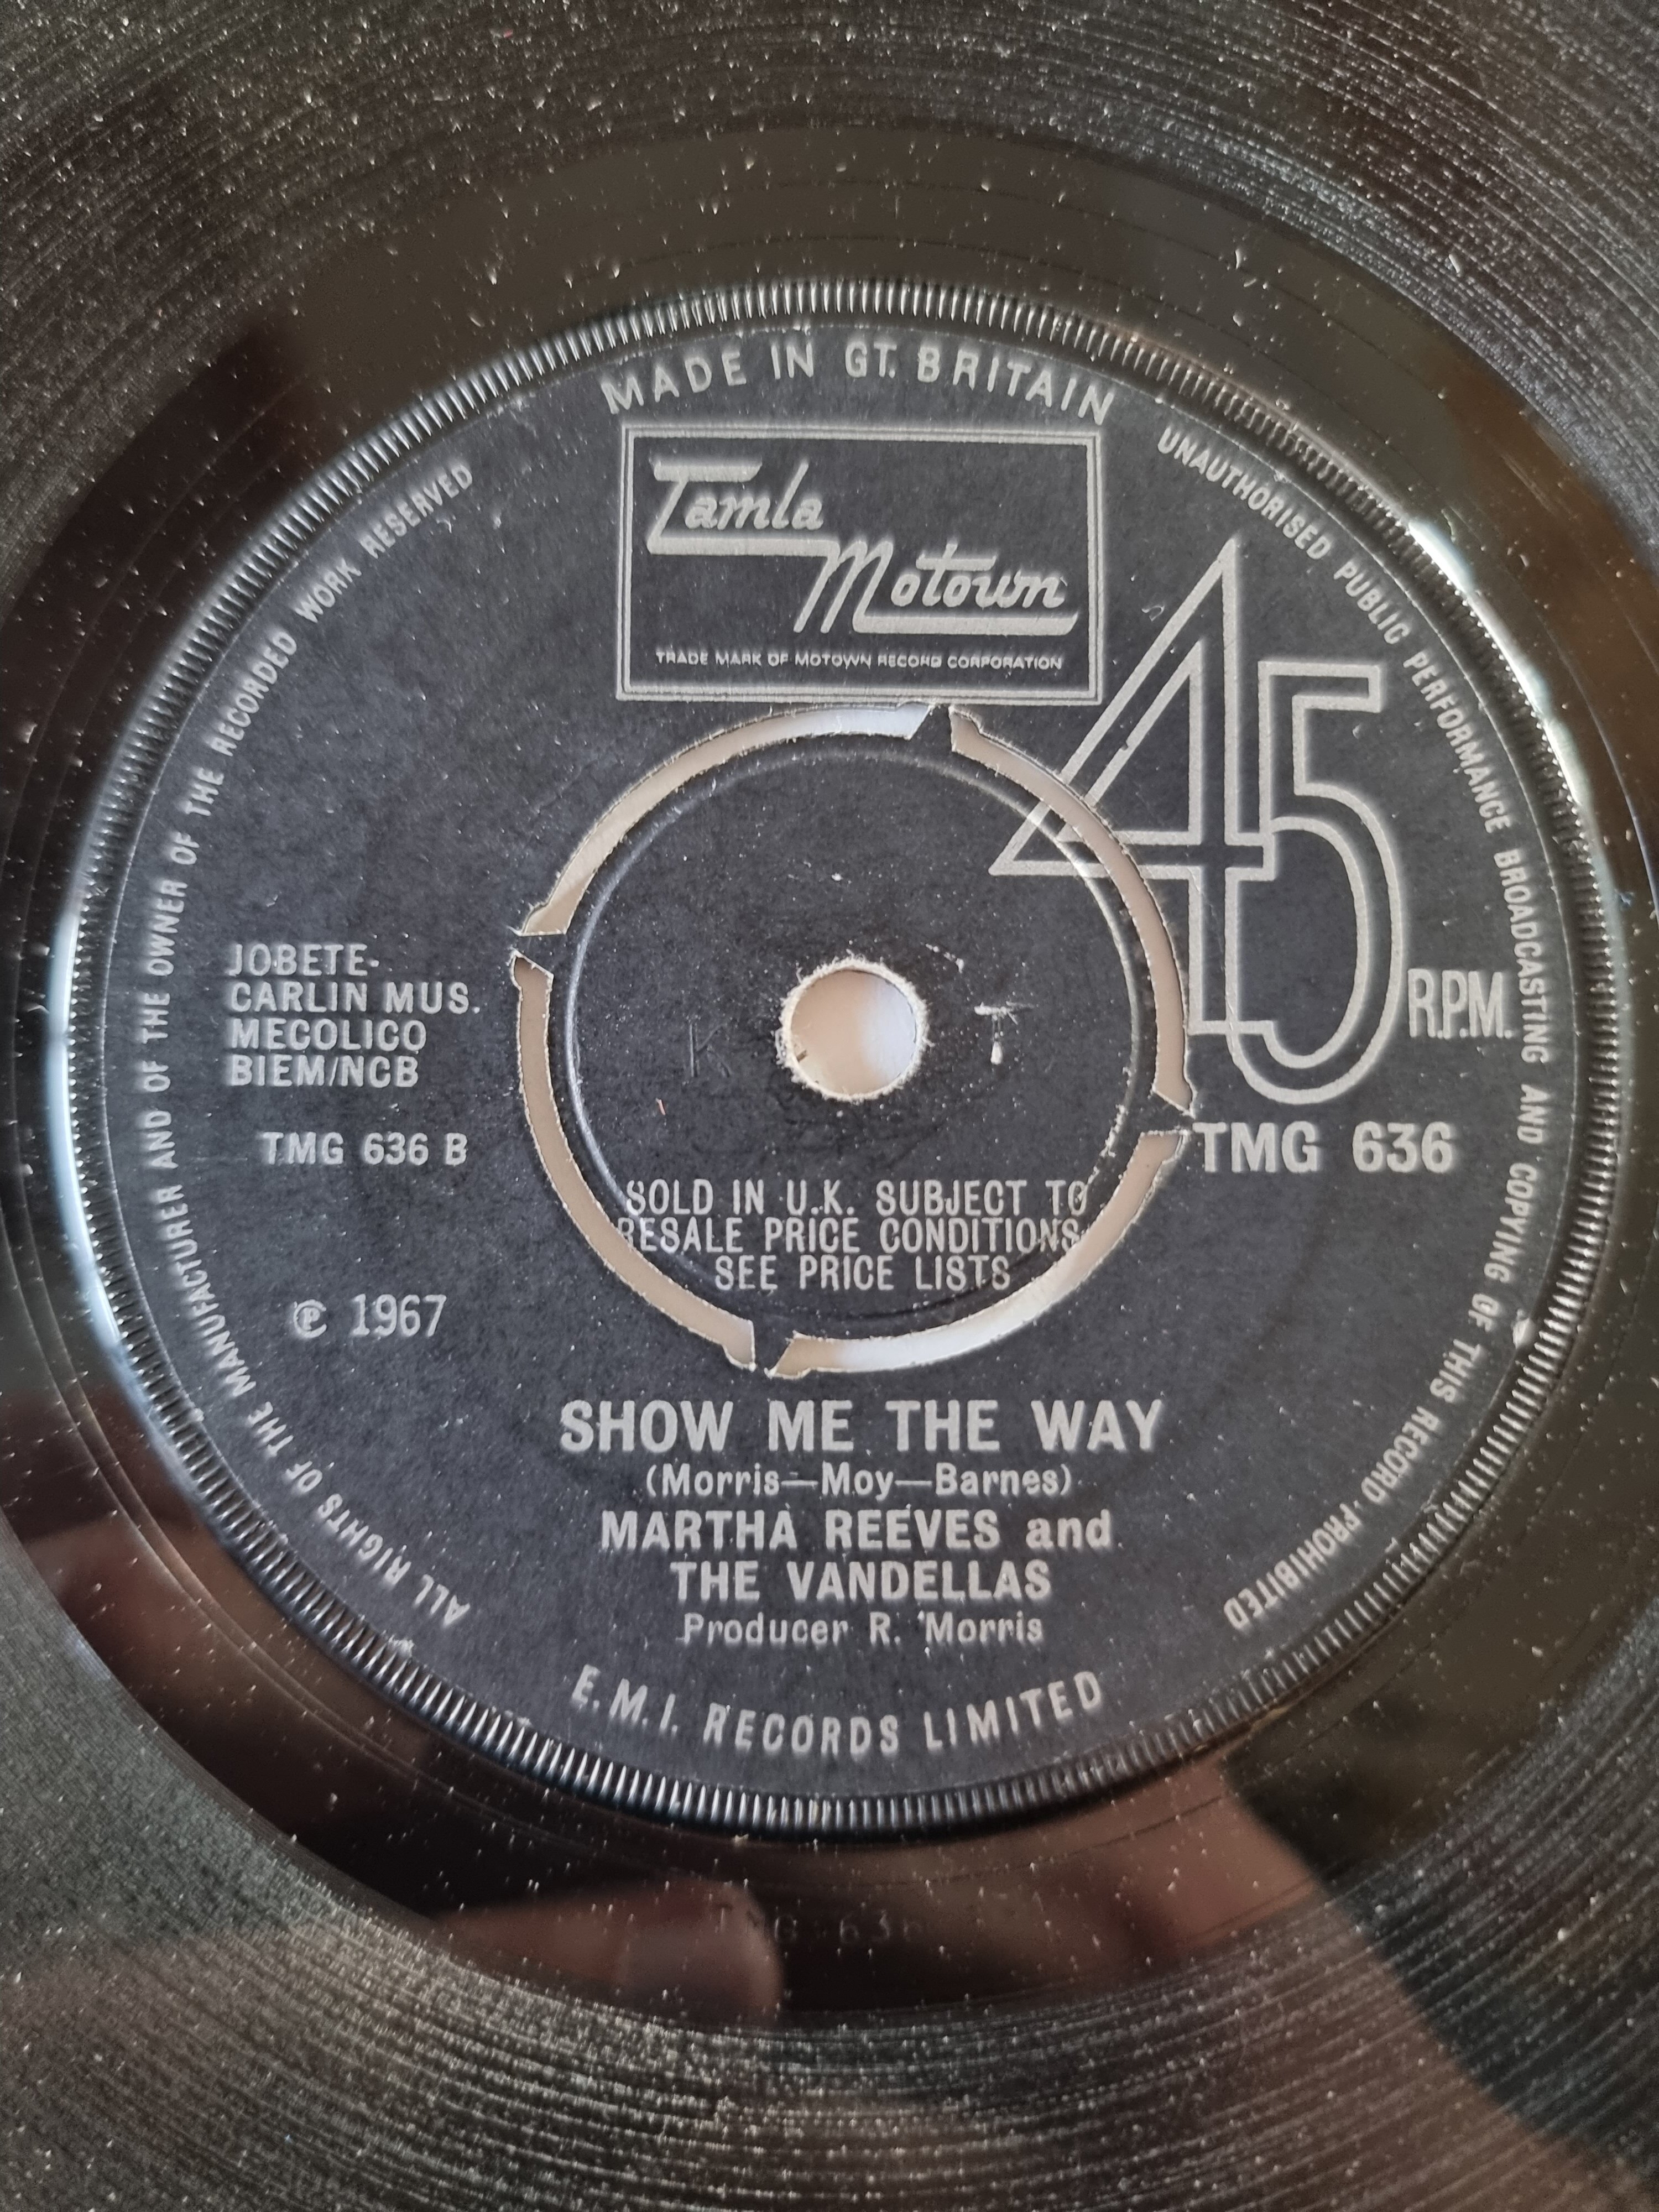 MADE IN GT. BRITAIN
Tamla
Motown
TRADE MARK OF MOTOWN RECORD CORPORATION
UNAUTHORISED PUBLIC PERFORMANCE BROADCASTING AND COPYING OF THIS RECORD PROHIBITED
ALL RIGHTS OF THE MANUFACTURER AND OF THE OWNER OF THE RECORDED WORK RESERVED
45
R.P.M.
JOBETE-
CARLIN MUS.
MECOLICO
BIEM/NCB
K T
TMG 636 B
TMG 636
SOLD IN U.K. SUBJECT TO
RESALE PRICE CONDITIONS,
SEE PRICE LISTS
℗ 1967
SHOW ME THE WAY
(Morris—Moy—Barnes)
MARTHA REEVES and
THE VANDELLAS
Producer R. Morris
E.M.I. RECORDS LIMITED